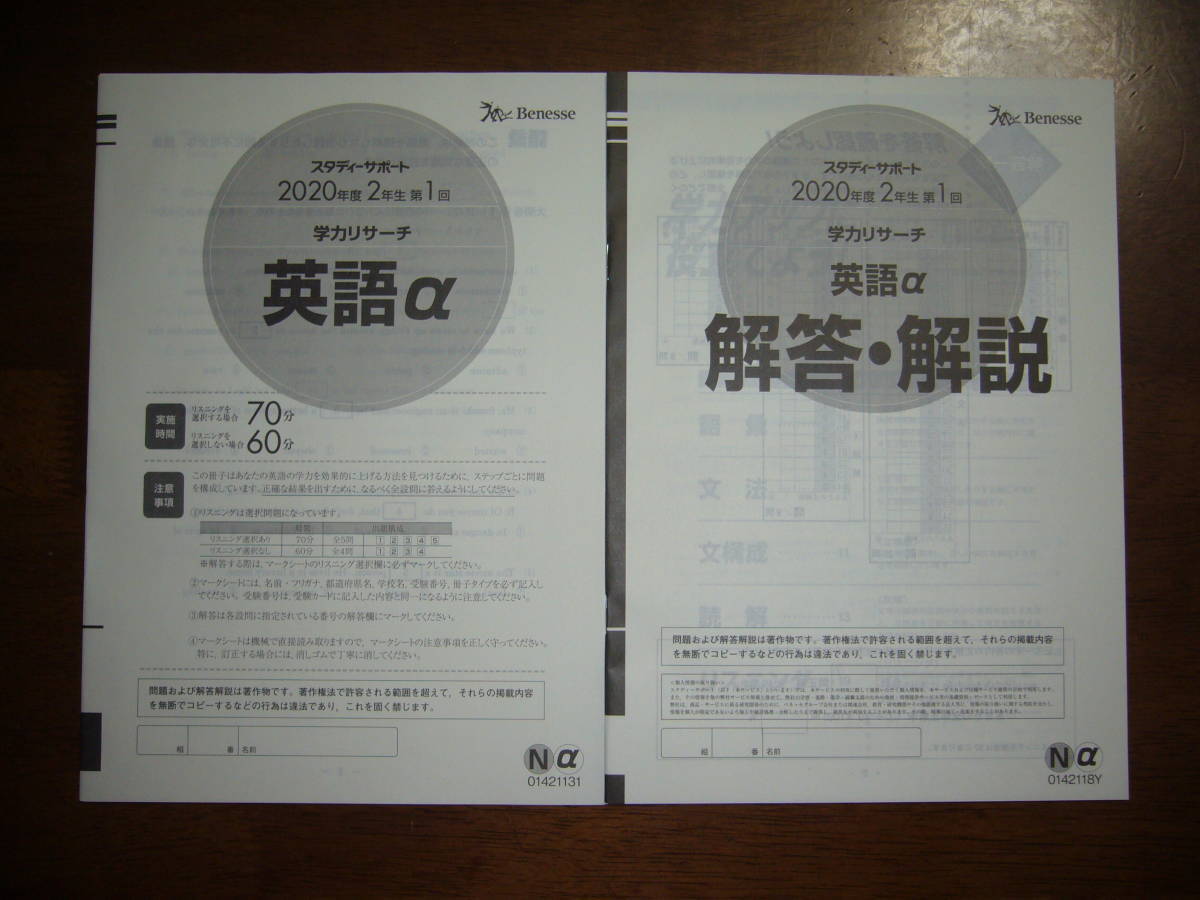 Benesse
スタディーサポート
2020年度 2年生 第1回
学力リサーチ
英語α
実施時間
リスニングを選択する場合 70分
リスニングを選択しない場合 60分
注意事項
この冊子はあなたの英語の学力を効果的に上げる方法を見つけるために、ステップごとに問題
を構成しています。正確な結果を出すために、なるべく全設問に答えるようにしてください。
①リスニングは選択問題になっています。
時間 出題構成
リスニング選択あり 70分 全5問 1 2 3 4 5
リスニング選択なし 60分 全4問 1 2 3 4
※解答する際は、マークシートのリスニング選択欄に必ずマークしてください。
②マークシートには、名前・フリガナ、都道府県名、学校名、受験番号、冊子タイプを必ず記入し
てください。受験番号は、受験カードに記入した内容と同一になるように注意してください。
③解答は各設問に指定されている番号の解答欄にマークしてください。
④マークシートは機械で直接読み取りますので、マークシートの注意事項を正しく守ってください。
特に、訂正する場合には、消しゴムで丁寧に消してください。
問題および解答解説は著作物です。著作権法で許容される範囲を超えて、それらの掲載内容
を無断でコピーするなどの行為は違法であり、これを固く禁じます。
組 番 名前
N α
01421131
Benesse
スタディーサポート
2020年度 2年生 第1回
学力リサーチ
英語α
解答・解説
問題および解答解説は著作物です。著作権法で許容される範囲を超えて、それらの掲載内容
を無断でコピーするなどの行為は違法であり、これを固く禁じます。
組 番 名前
N α
0142118Y